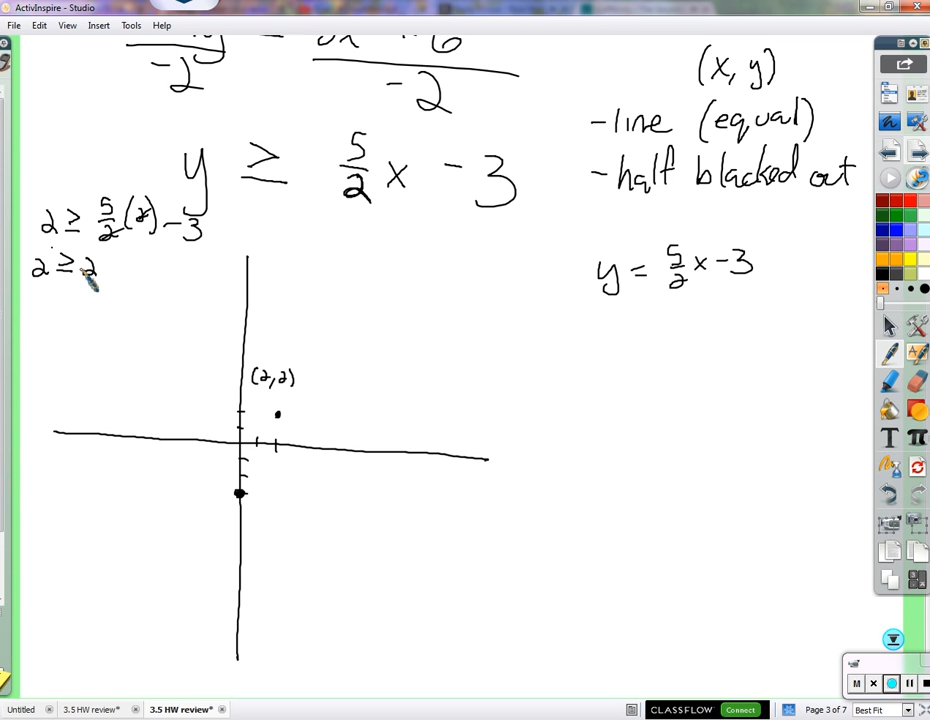 ActivInspire - Studio
File Edit View Insert Tools Help
-2
-2
(x, y)
-line (equal)
-half blacked out
y ≥ 5/2 x - 3
2 ≥ 5/2 (2) - 3
2 ≥ 2
y = 5/2 x - 3
(2,2)
Untitled
3.5 HW review*
3.5 HW review*
CLASSFLOW Connect
Page 3 of 7
Best Fit
M